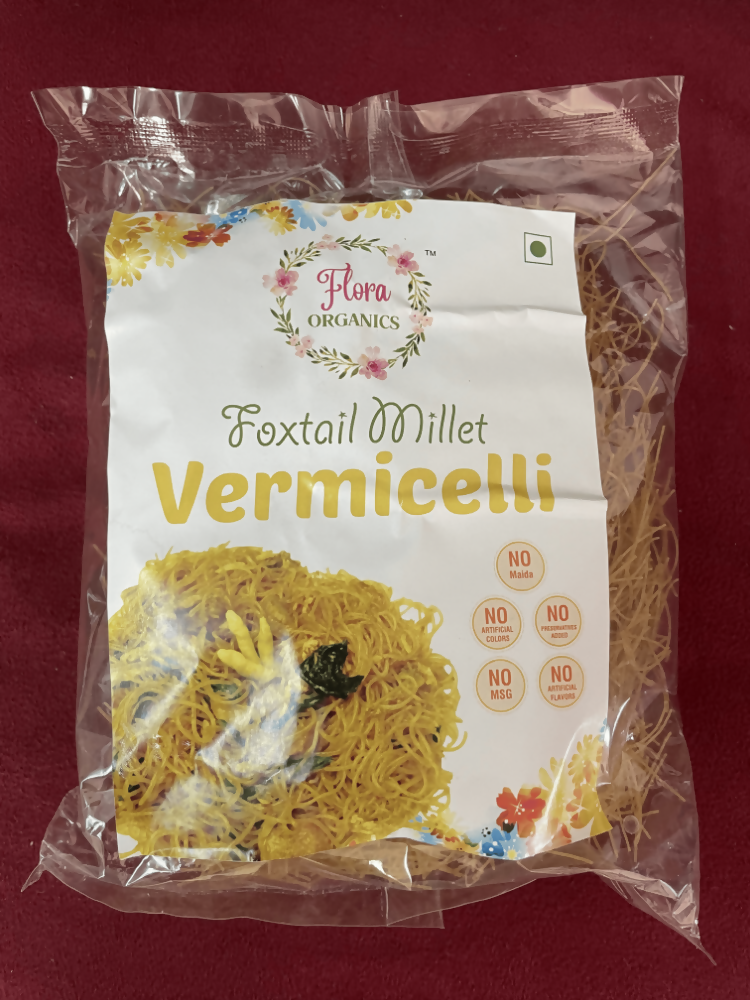 Flora
TM
ORGANICS
Foxtail Millet
Vermicelli
NO
Maida
NO
ARTIFICIAL
COLORS
NO
PRESERVATIVES
ADDED
NO
MSG
NO
ARTIFICIAL
FLAVORS